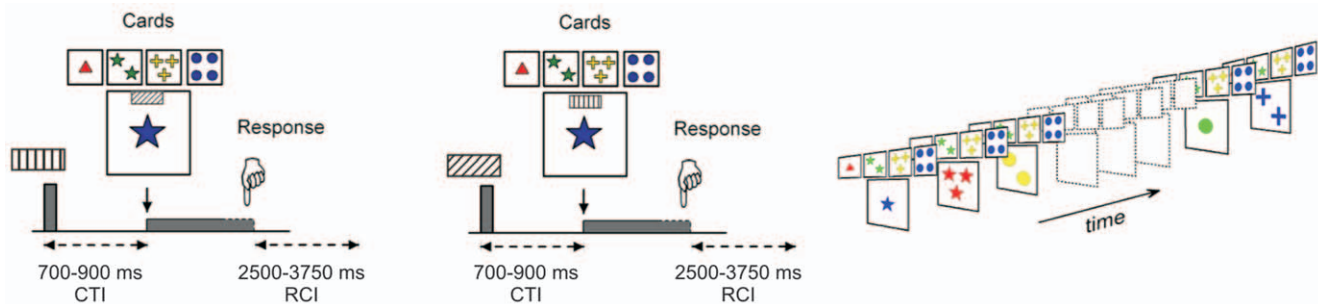 Cards
Response
700-900 ms
CTI
2500-3750 ms
RCI
Cards
Response
700-900 ms
CTI
2500-3750 ms
RCI
time